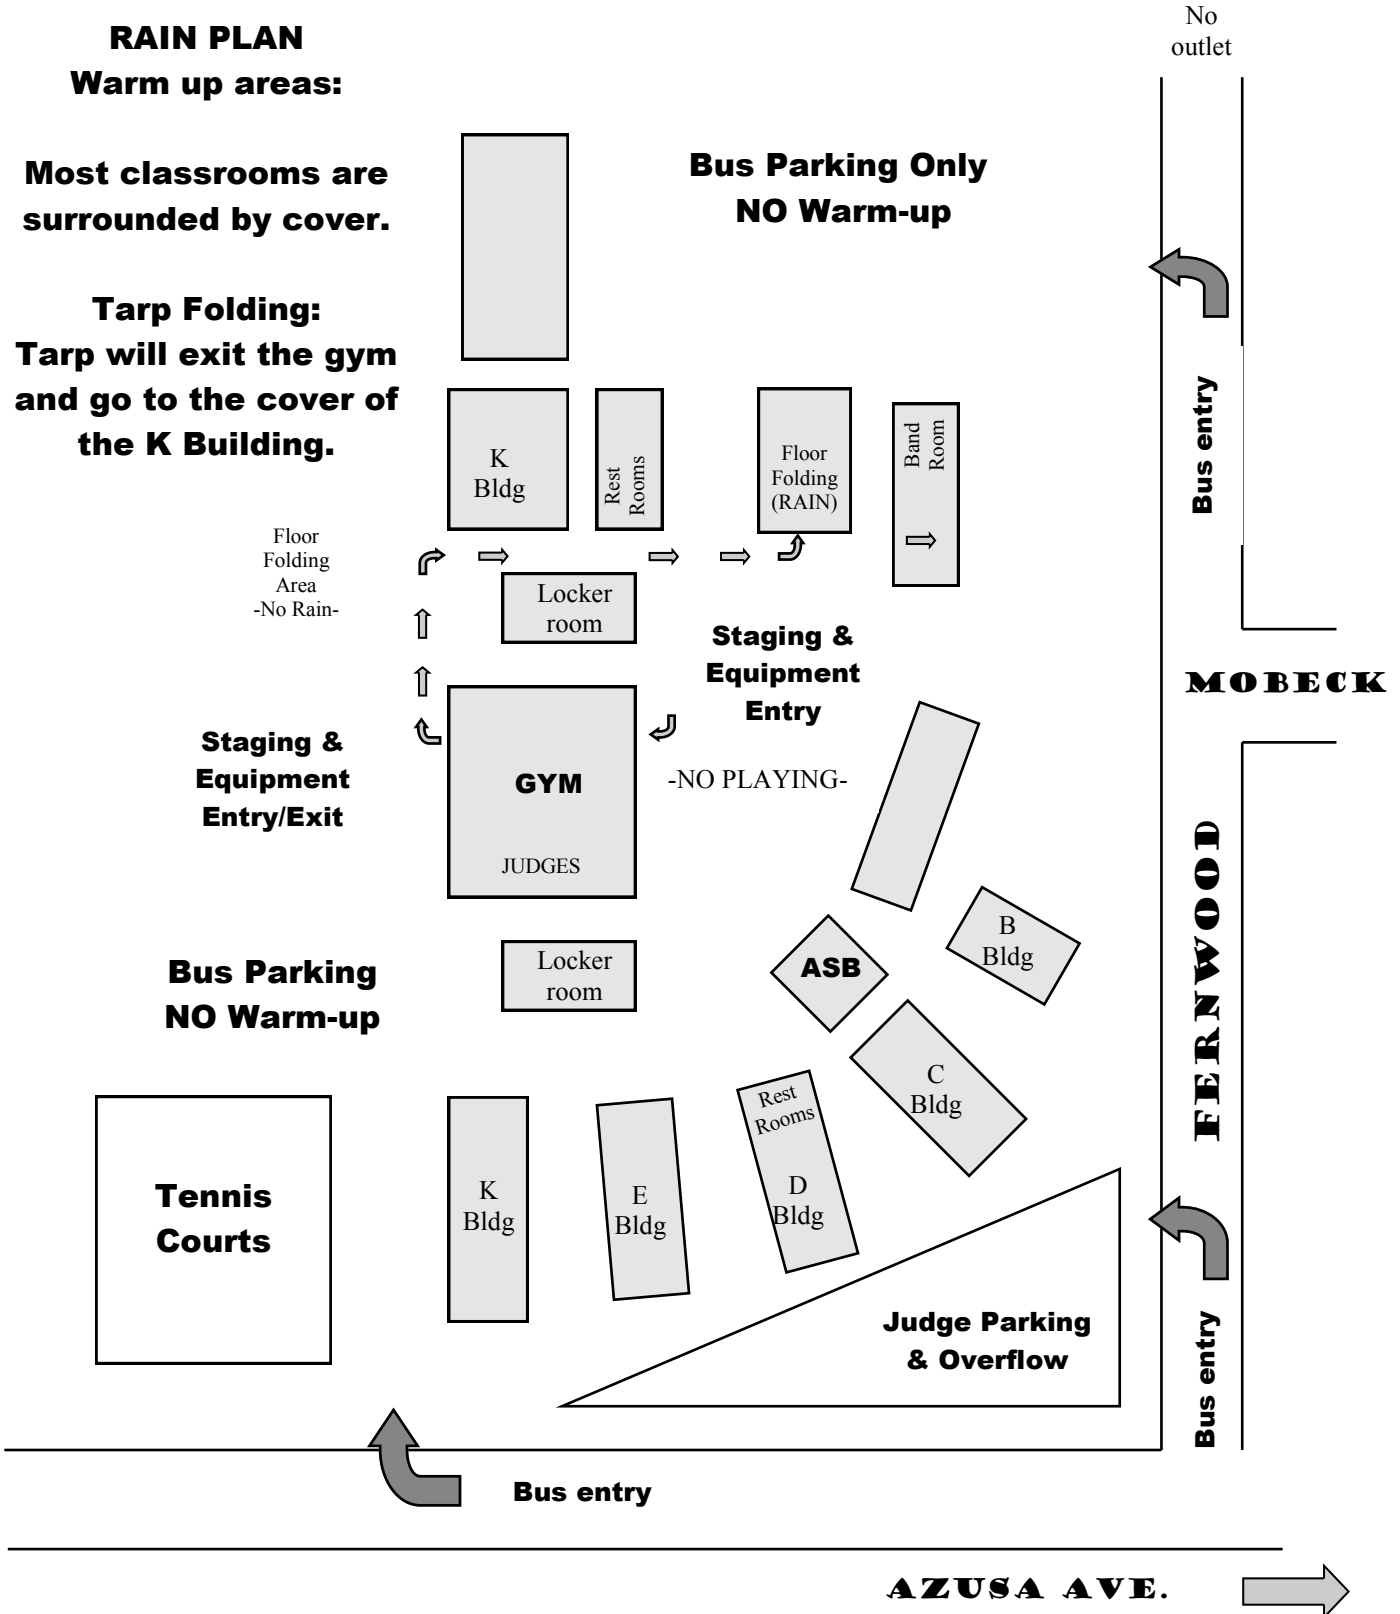 No
outlet
RAIN PLAN
Warm up areas:
Most classrooms are
surrounded by cover.
Tarp Folding:
Tarp will exit the gym
and go to the cover of
the K Building.
Bus Parking Only
NO Warm-up
Bus entry
K
Bldg
Rest
Rooms
Floor
Folding
(RAIN)
Band
Room
Floor
Folding
Area
-No Rain-
Locker
room
Staging &
Equipment
Entry
MOBECK
Staging &
Equipment
Entry/Exit
GYM
JUDGES
-NO PLAYING-
FERNWOOD
B
Bldg
ASB
Bus Parking
NO Warm-up
Locker
room
C
Bldg
Rest
Rooms
D
Bldg
Tennis
Courts
K
Bldg
E
Bldg
Judge Parking
& Overflow
Bus entry
Bus entry
AZUSA AVE.